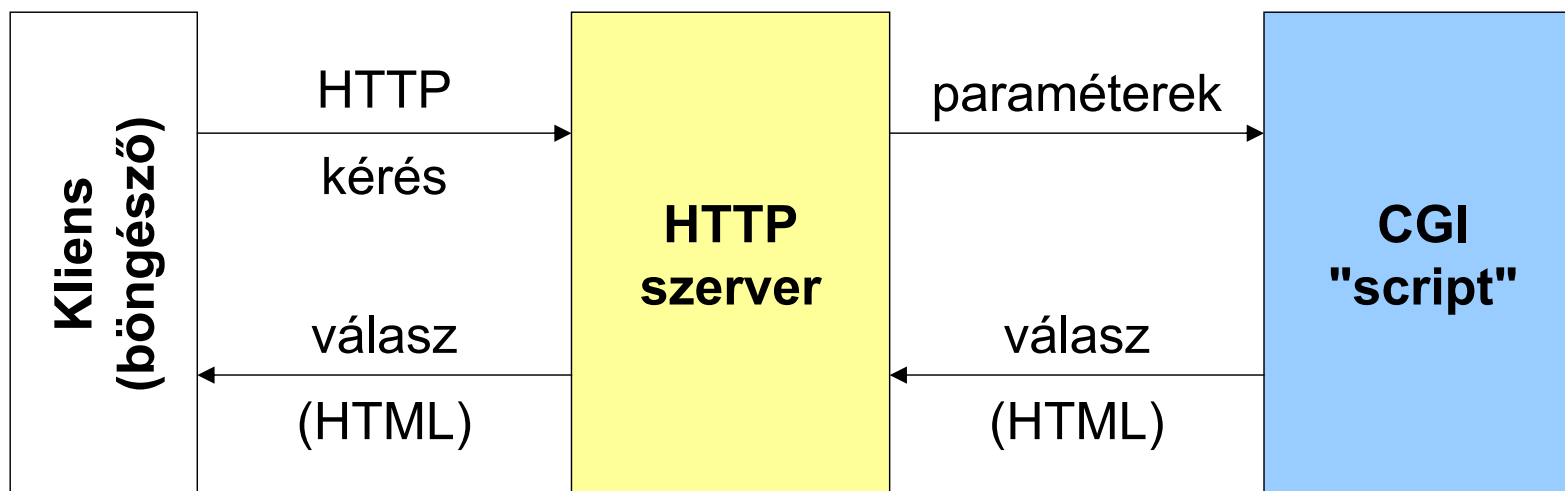 Kliens
(böngésző)
HTTP
kérés
válasz
(HTML)
HTTP
szerver
paraméterek
válasz
(HTML)
CGI
"script"